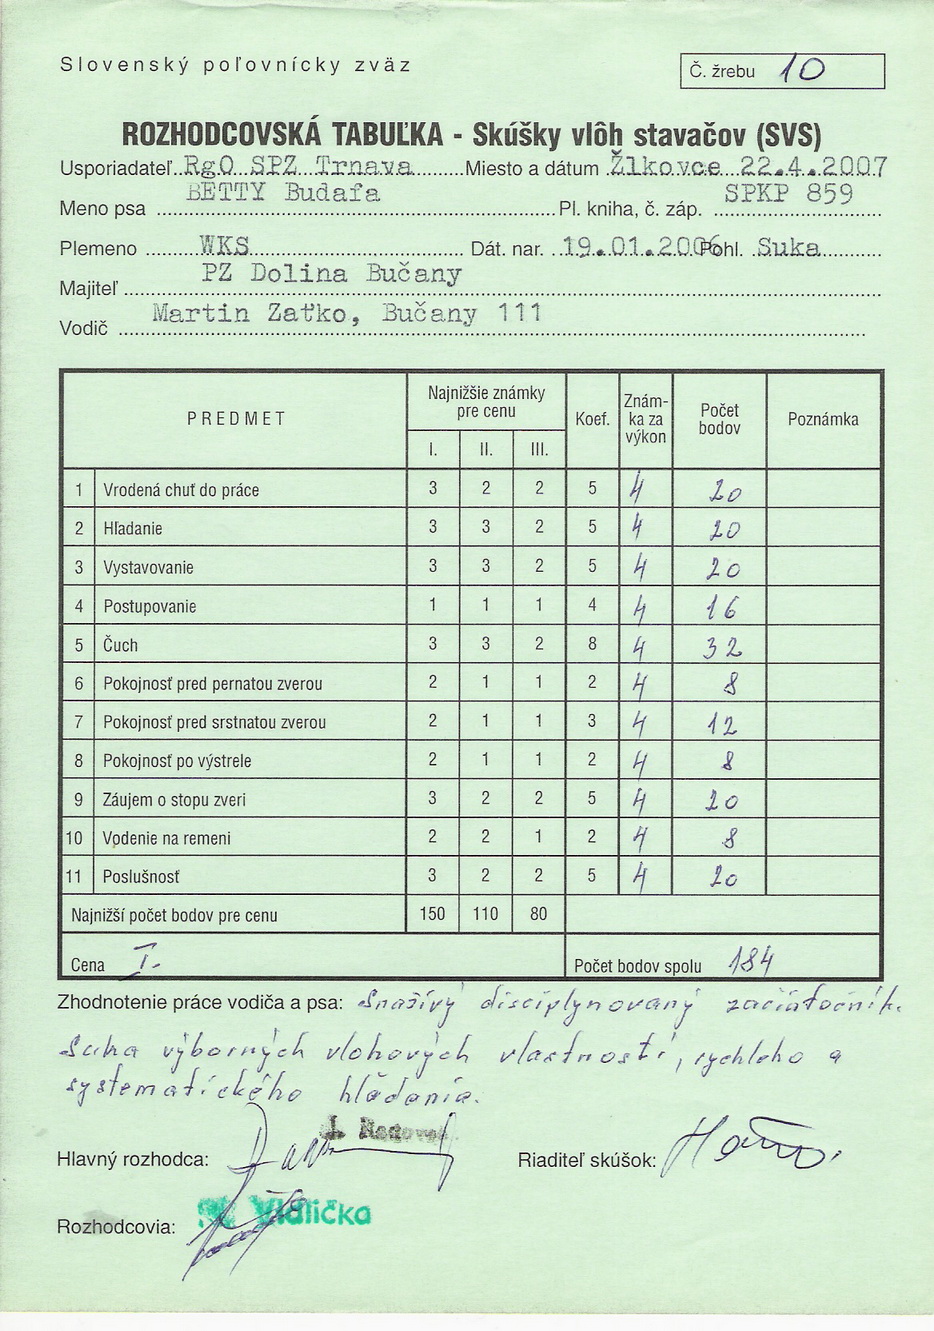 Slovenský poľovnícky zväz
Č. žrebu 10
ROZHODCOVSKÁ TABUĽKA - Skúšky vlôh stavačov (SVS)
Usporiadateľ RgO SPZ Trnava Miesto a dátum Žlkovce 22.4.2007
Meno psa BETTY Budafa Pl. kniha, č. záp. SPKP 859
Plemeno WKS Dát. nar. 19.01.2006 Pohl. Suka
Majiteľ PZ Dolina Bučany
Vodič Martin Zaťko, Bučany 111
PREDMET Najnižšie známky pre cenu I. II. III. Koef. Znám-ka za výkon Počet bodov Poznámka
1 Vrodená chuť do práce 3 2 2 5 4 20
2 Hľadanie 3 3 2 5 4 20
3 Vystavovanie 3 3 2 5 4 20
4 Postupovanie 1 1 1 4 4 16
5 Čuch 3 3 2 8 4 32
6 Pokojnosť pred pernatou zverou 2 1 1 2 4 8
7 Pokojnosť pred srstnatou zverou 2 1 1 3 4 12
8 Pokojnosť po výstrele 2 1 1 2 4 8
9 Záujem o stopu zveri 3 2 2 5 4 20
10 Vodenie na remeni 2 2 1 2 4 8
11 Poslušnosť 3 2 2 5 4 20
Najnižší počet bodov pre cenu 150 110 80
Cena I. Počet bodov spolu 184
Zhodnotenie práce vodiča a psa: Snaživý disciplynovaný začiatočník.
Suka výborných vlohových vlastností, rychleho a
systematického hľadania.
Hlavný rozhodca: Riaditeľ skúšok:
Rozhodcovia: Vidlička